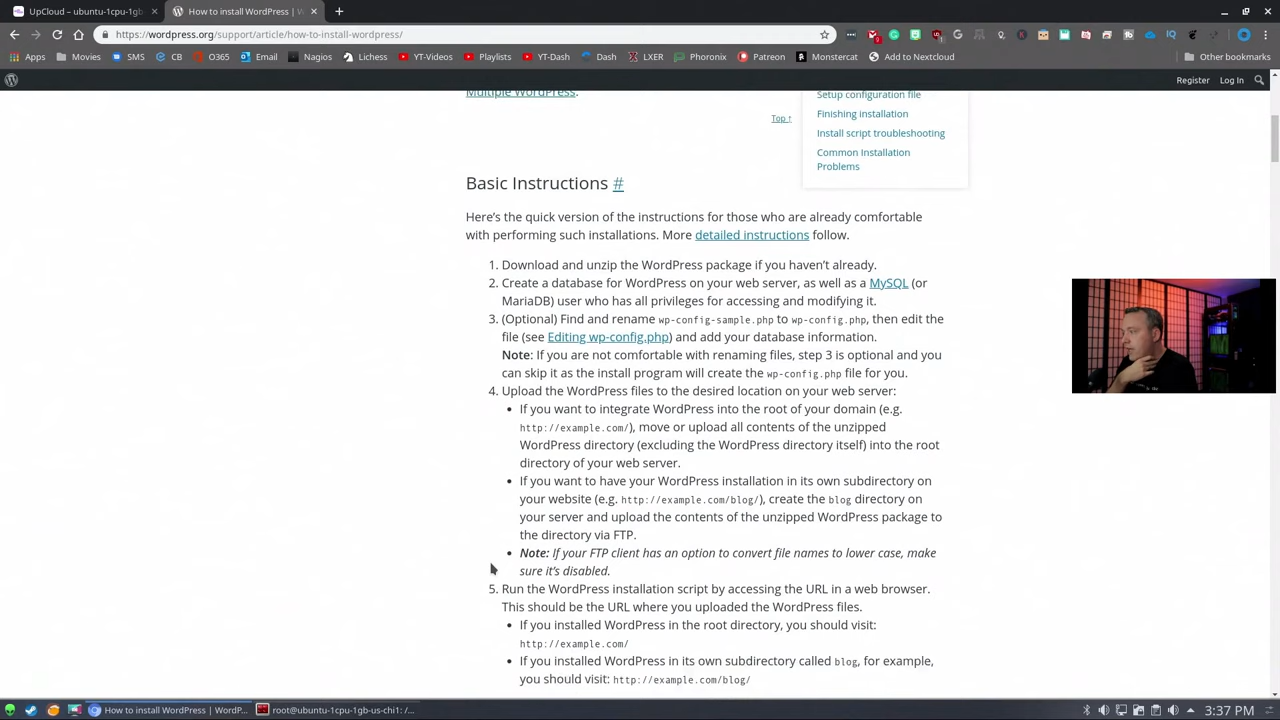 UpCloud – ubuntu-1cpu-1gb
How to install WordPress | W
https://wordpress.org/support/article/how-to-install-wordpress/
Apps
Movies
SMS
CB
O365
Email
Nagios
Lichess
YT-Videos
Playlists
YT-Dash
Dash
LXER
Phoronix
Patreon
Monstercat
Add to Nextcloud
Other bookmarks
Register
Log In
Multiple WordPress.
Setup configuration file
Top ↑
Finishing installation
Install script troubleshooting
Common Installation
Problems
Basic Instructions #
Here's the quick version of the instructions for those who are already comfortable
with performing such installations. More detailed instructions follow.
1. Download and unzip the WordPress package if you haven't already.
2. Create a database for WordPress on your web server, as well as a MySQL (or
MariaDB) user who has all privileges for accessing and modifying it.
3. (Optional) Find and rename wp-config-sample.php to wp-config.php, then edit the
file (see Editing wp-config.php) and add your database information.
Note: If you are not comfortable with renaming files, step 3 is optional and you
can skip it as the install program will create the wp-config.php file for you.
4. Upload the WordPress files to the desired location on your web server:
• If you want to integrate WordPress into the root of your domain (e.g.
http://example.com/), move or upload all contents of the unzipped
WordPress directory (excluding the WordPress directory itself) into the root
directory of your web server.
• If you want to have your WordPress installation in its own subdirectory on
your website (e.g. http://example.com/blog/), create the blog directory on
your server and upload the contents of the unzipped WordPress package to
the directory via FTP.
• Note: If your FTP client has an option to convert file names to lower case, make
sure it's disabled.
5. Run the WordPress installation script by accessing the URL in a web browser.
This should be the URL where you uploaded the WordPress files.
• If you installed WordPress in the root directory, you should visit:
http://example.com/
• If you installed WordPress in its own subdirectory called blog, for example,
you should visit: http://example.com/blog/
How to install WordPress | WordP...
root@ubuntu-1cpu-1gb-us-chi1: /...
3:37 PM